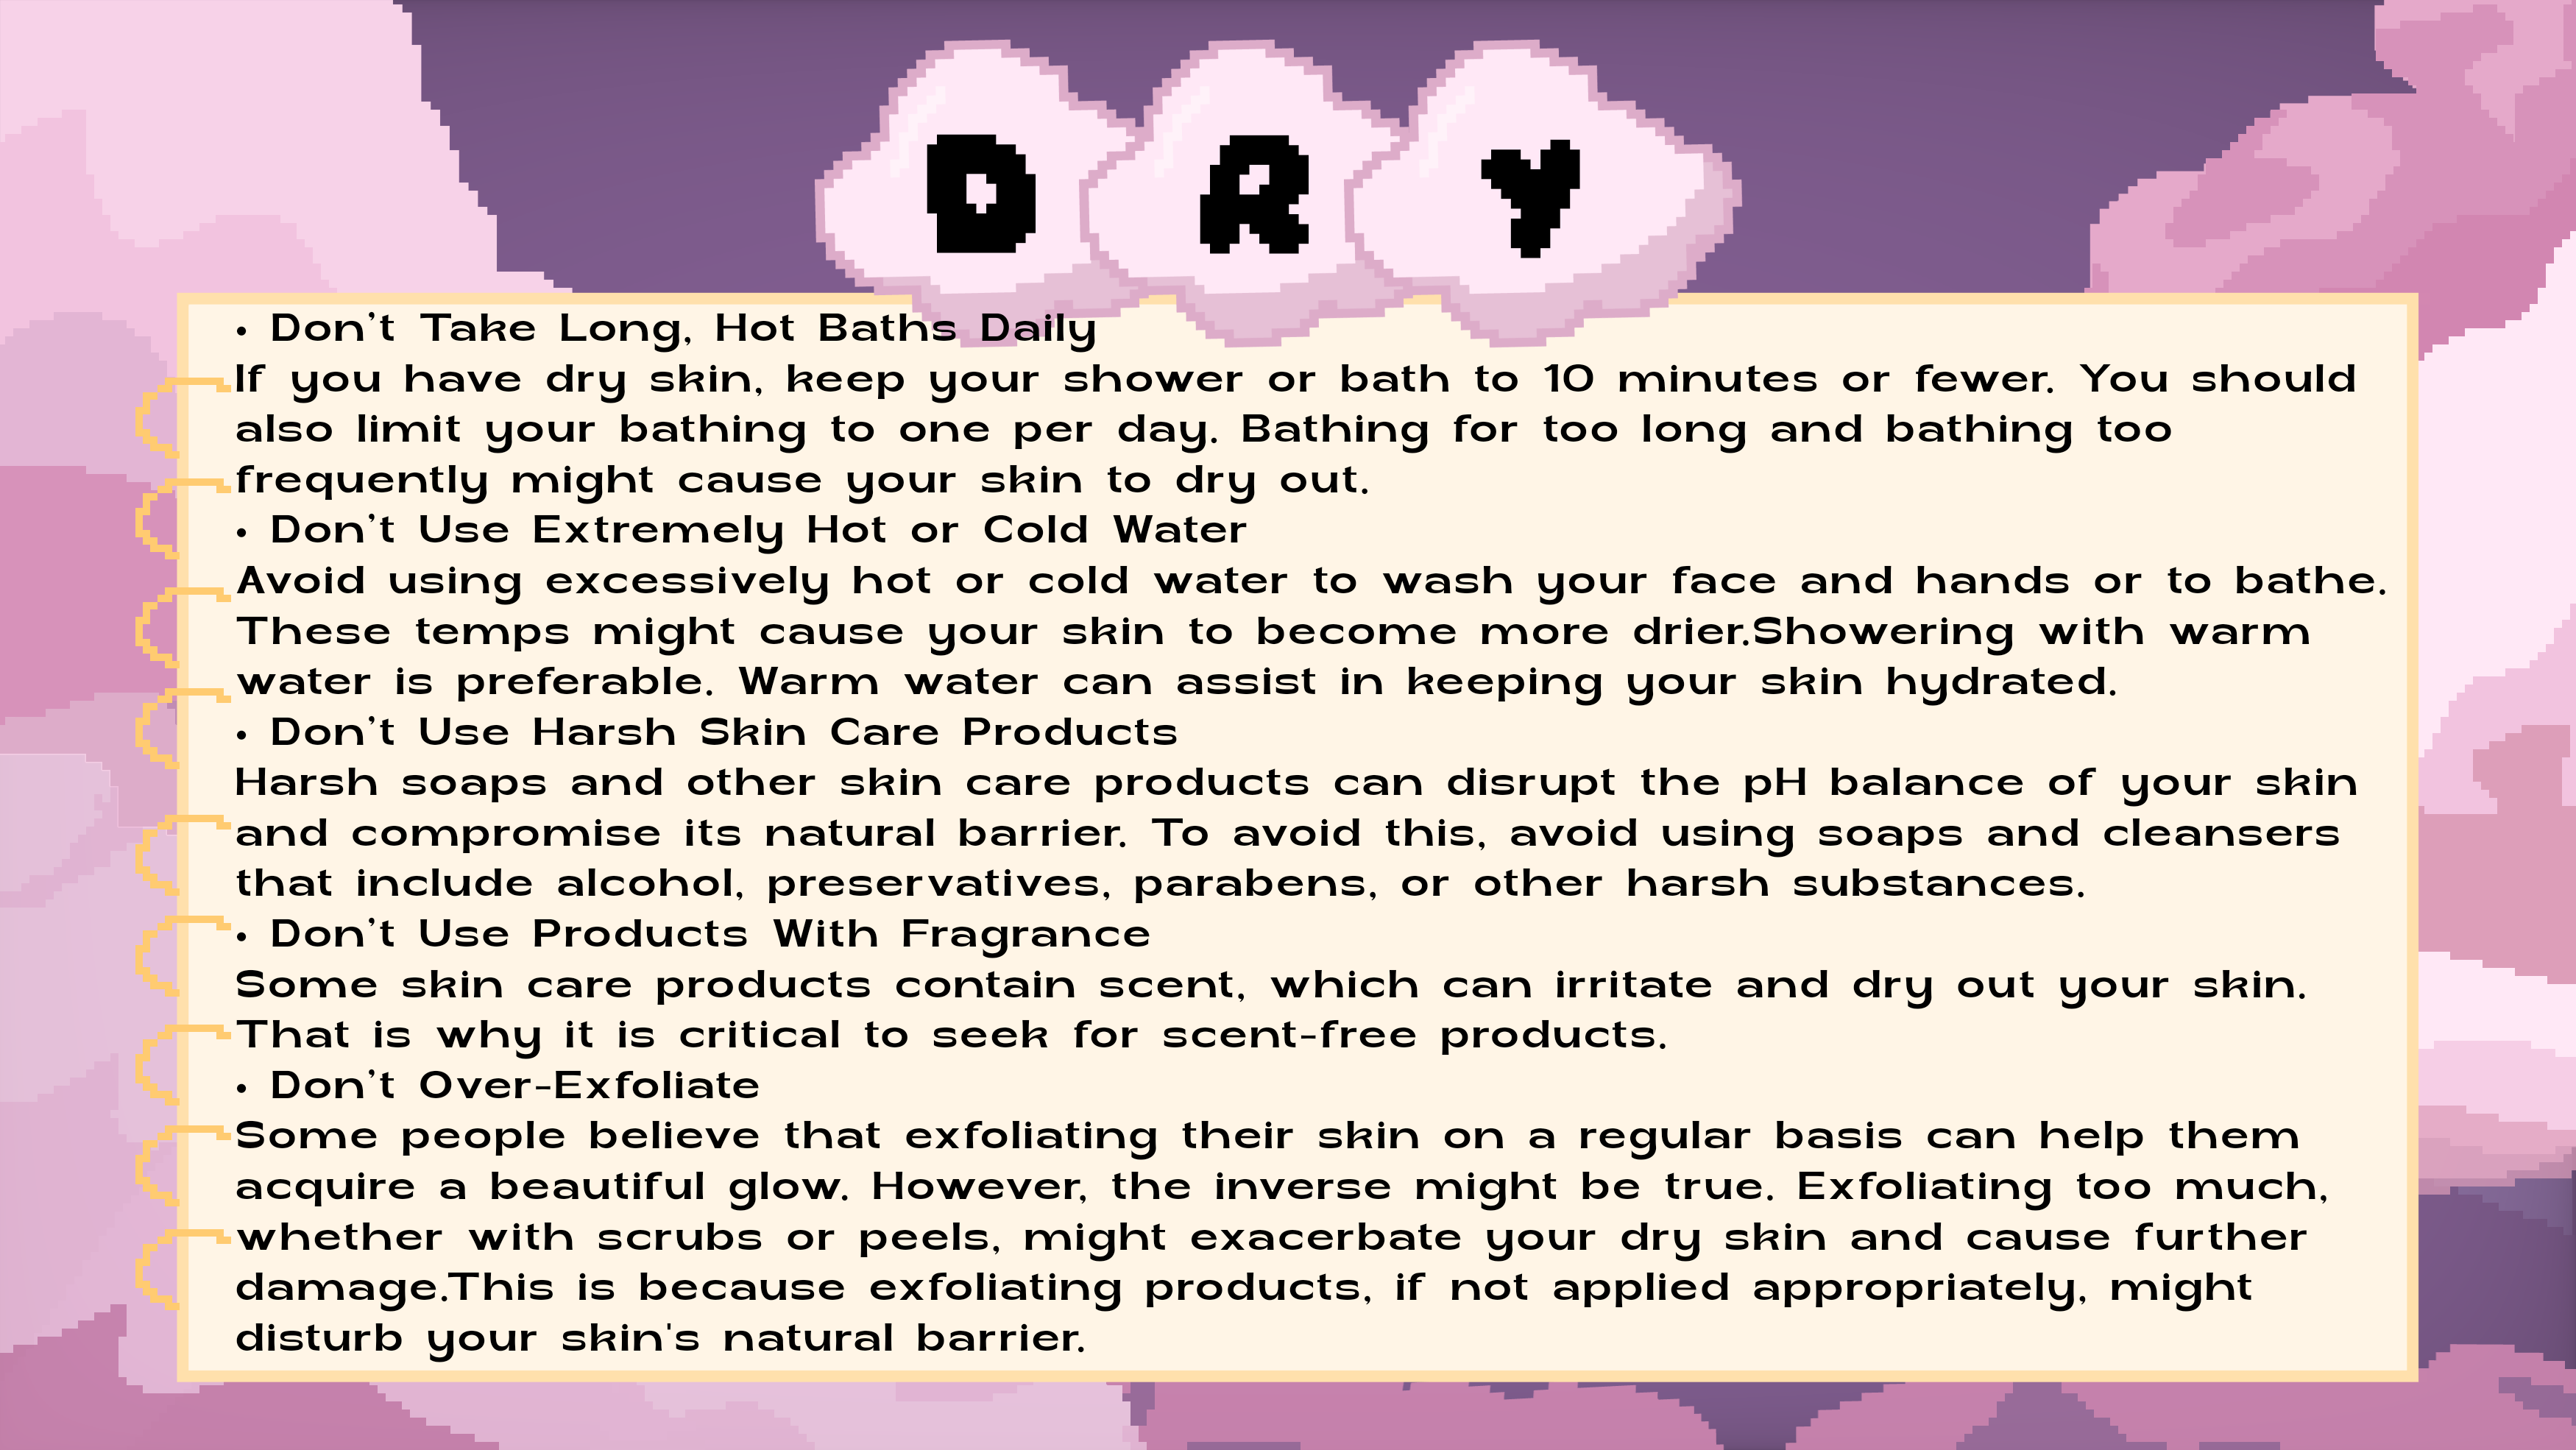 DRY
• Don't Take Long, Hot Baths Daily
If you have dry skin, keep your shower or bath to 10 minutes or fewer. You should
also limit your bathing to one per day. Bathing for too long and bathing too
frequently might cause your skin to dry out.
• Don't Use Extremely Hot or Cold Water
Avoid using excessively hot or cold water to wash your face and hands or to bathe.
These temps might cause your skin to become more drier.Showering with warm
water is preferable. Warm water can assist in keeping your skin hydrated.
• Don't Use Harsh Skin Care Products
Harsh soaps and other skin care products can disrupt the pH balance of your skin
and compromise its natural barrier. To avoid this, avoid using soaps and cleansers
that include alcohol, preservatives, parabens, or other harsh substances.
• Don't Use Products With Fragrance
Some skin care products contain scent, which can irritate and dry out your skin.
That is why it is critical to seek for scent-free products.
• Don't Over-Exfoliate
Some people believe that exfoliating their skin on a regular basis can help them
acquire a beautiful glow. However, the inverse might be true. Exfoliating too much,
whether with scrubs or peels, might exacerbate your dry skin and cause further
damage.This is because exfoliating products, if not applied appropriately, might
disturb your skin's natural barrier.